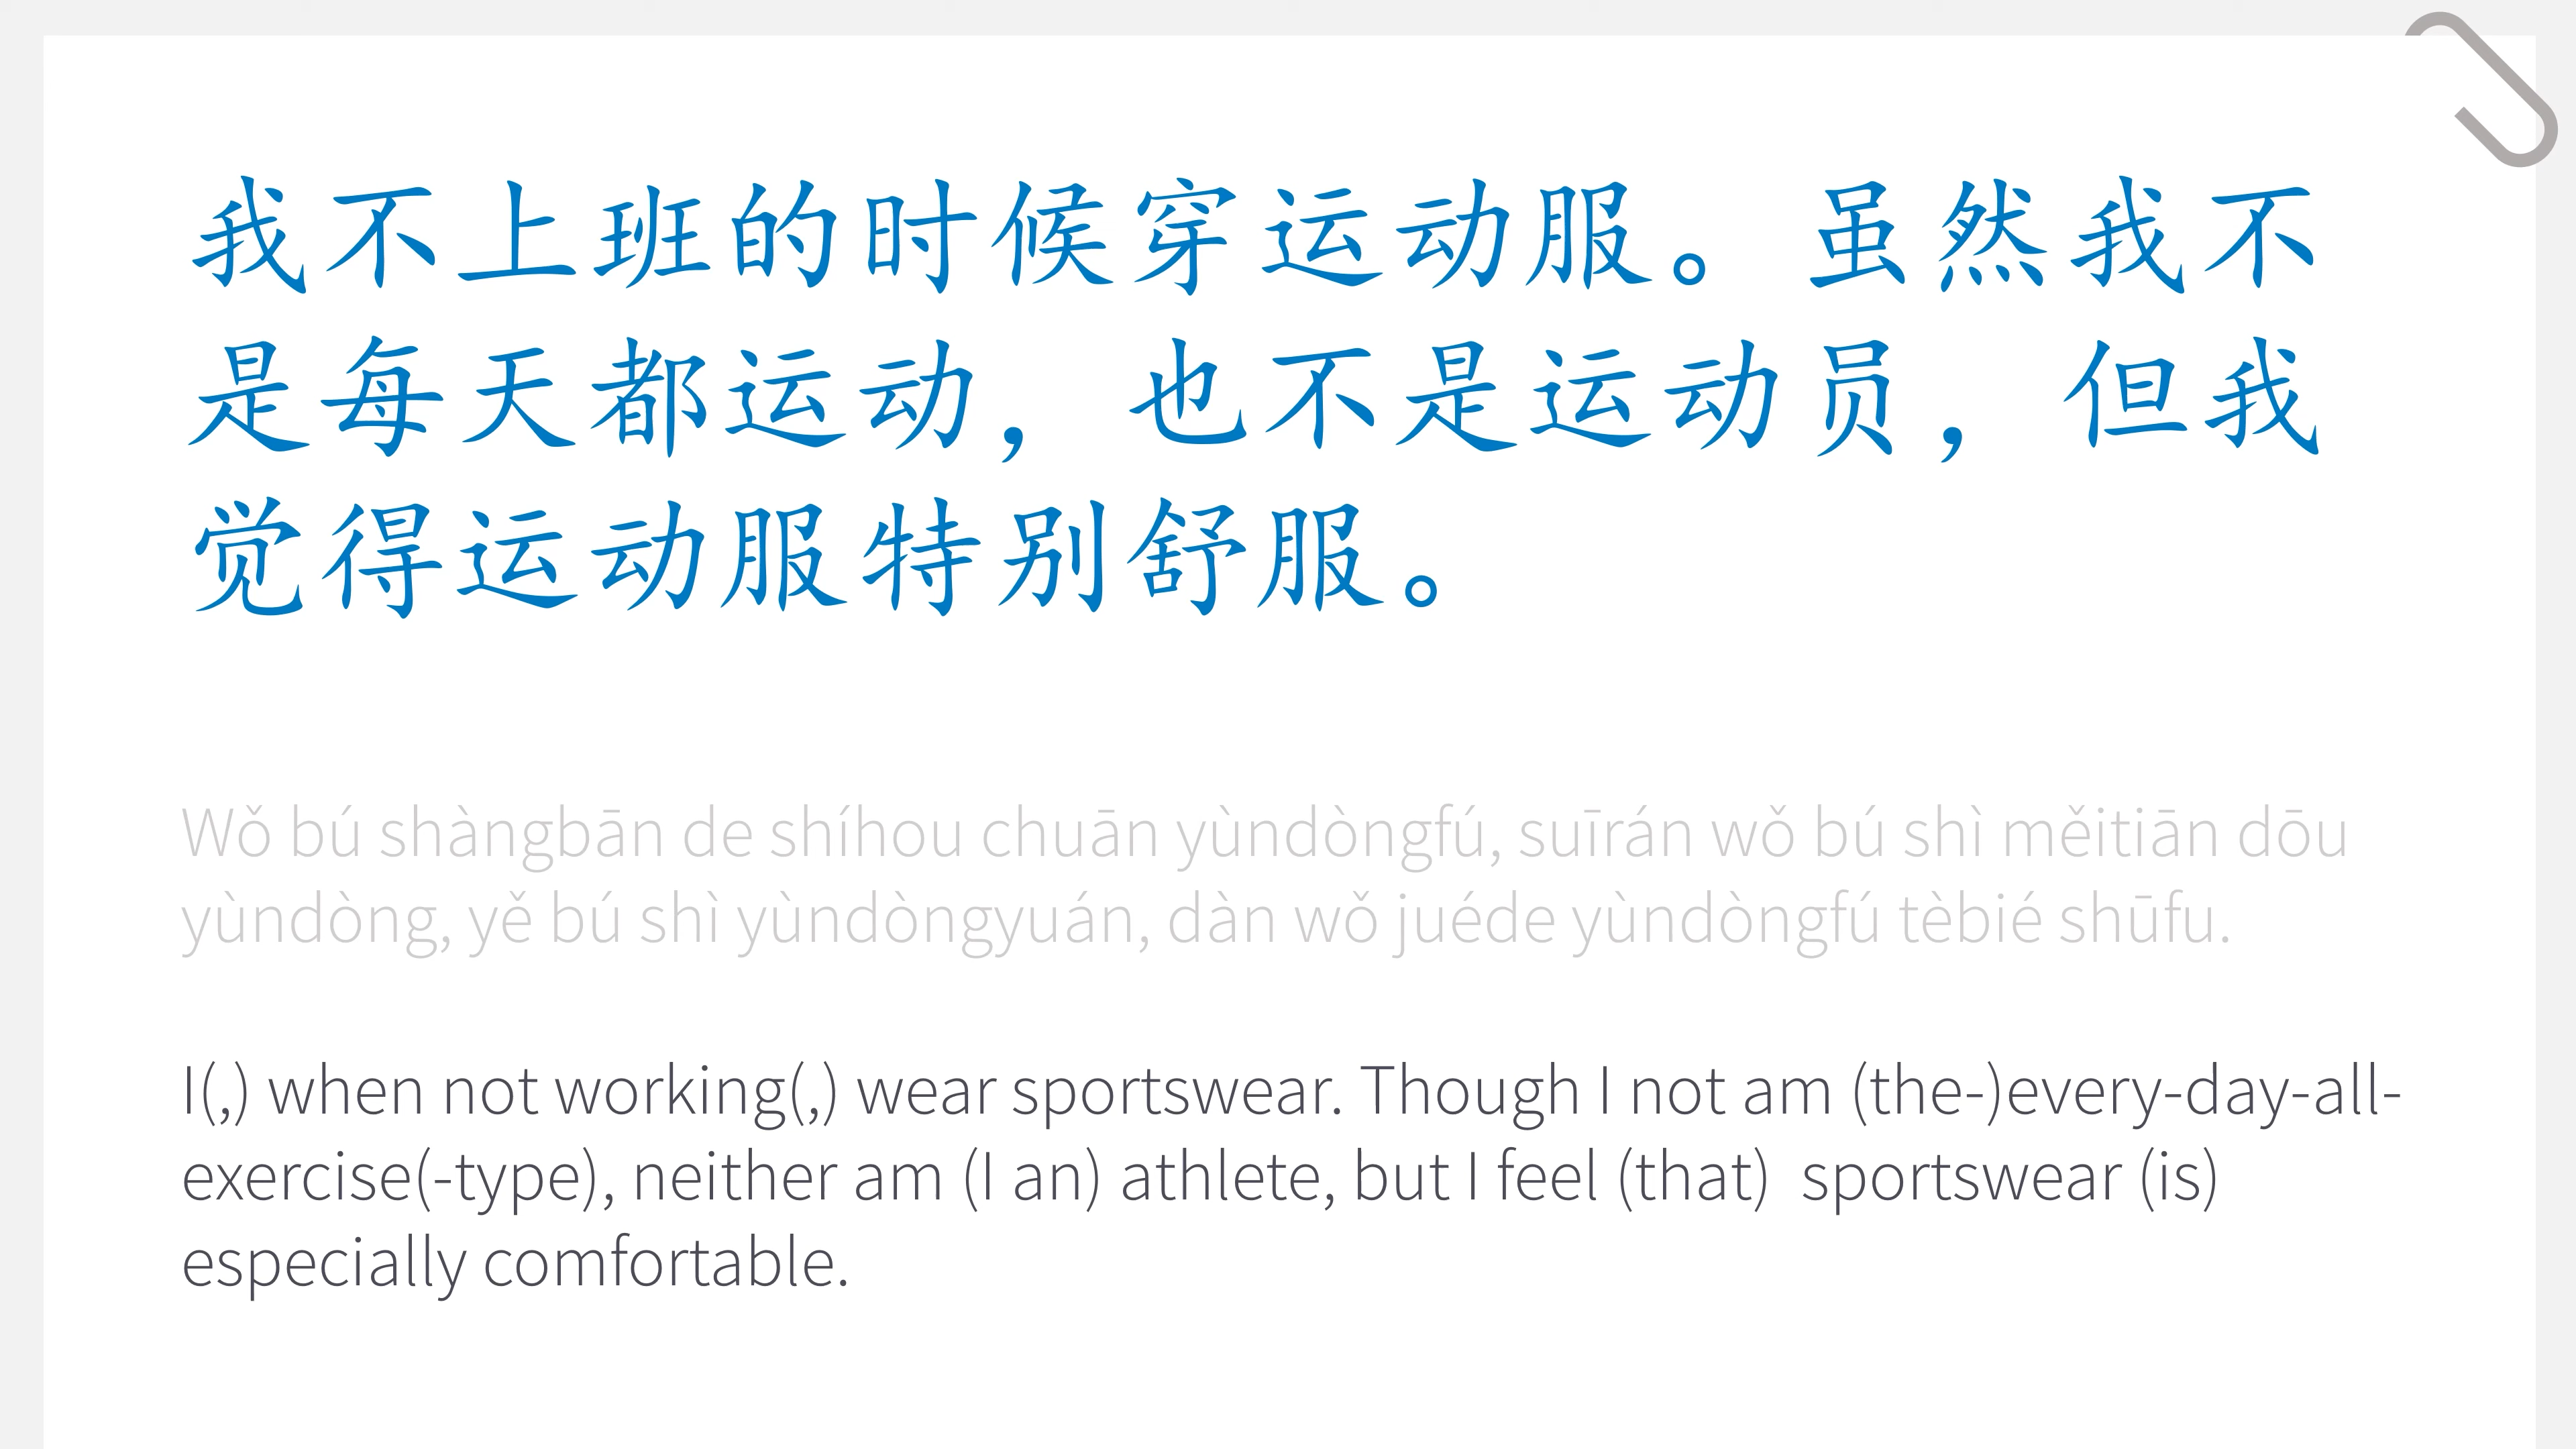 我不上班的时候穿运动服。虽然我不
是每天都运动，也不是运动员，但我
觉得运动服特别舒服。
Wǒ bú shàngbān de shíhou chuān yùndòngfú, suīrán wǒ bú shì měitiān dōu
yùndòng, yě bú shì yùndòngyuán, dàn wǒ juéde yùndòngfú tèbié shūfu.
I(,) when not working(,) wear sportswear. Though I not am (the-)every-day-all-
exercise(-type), neither am (I an) athlete, but I feel (that)  sportswear (is)
especially comfortable.